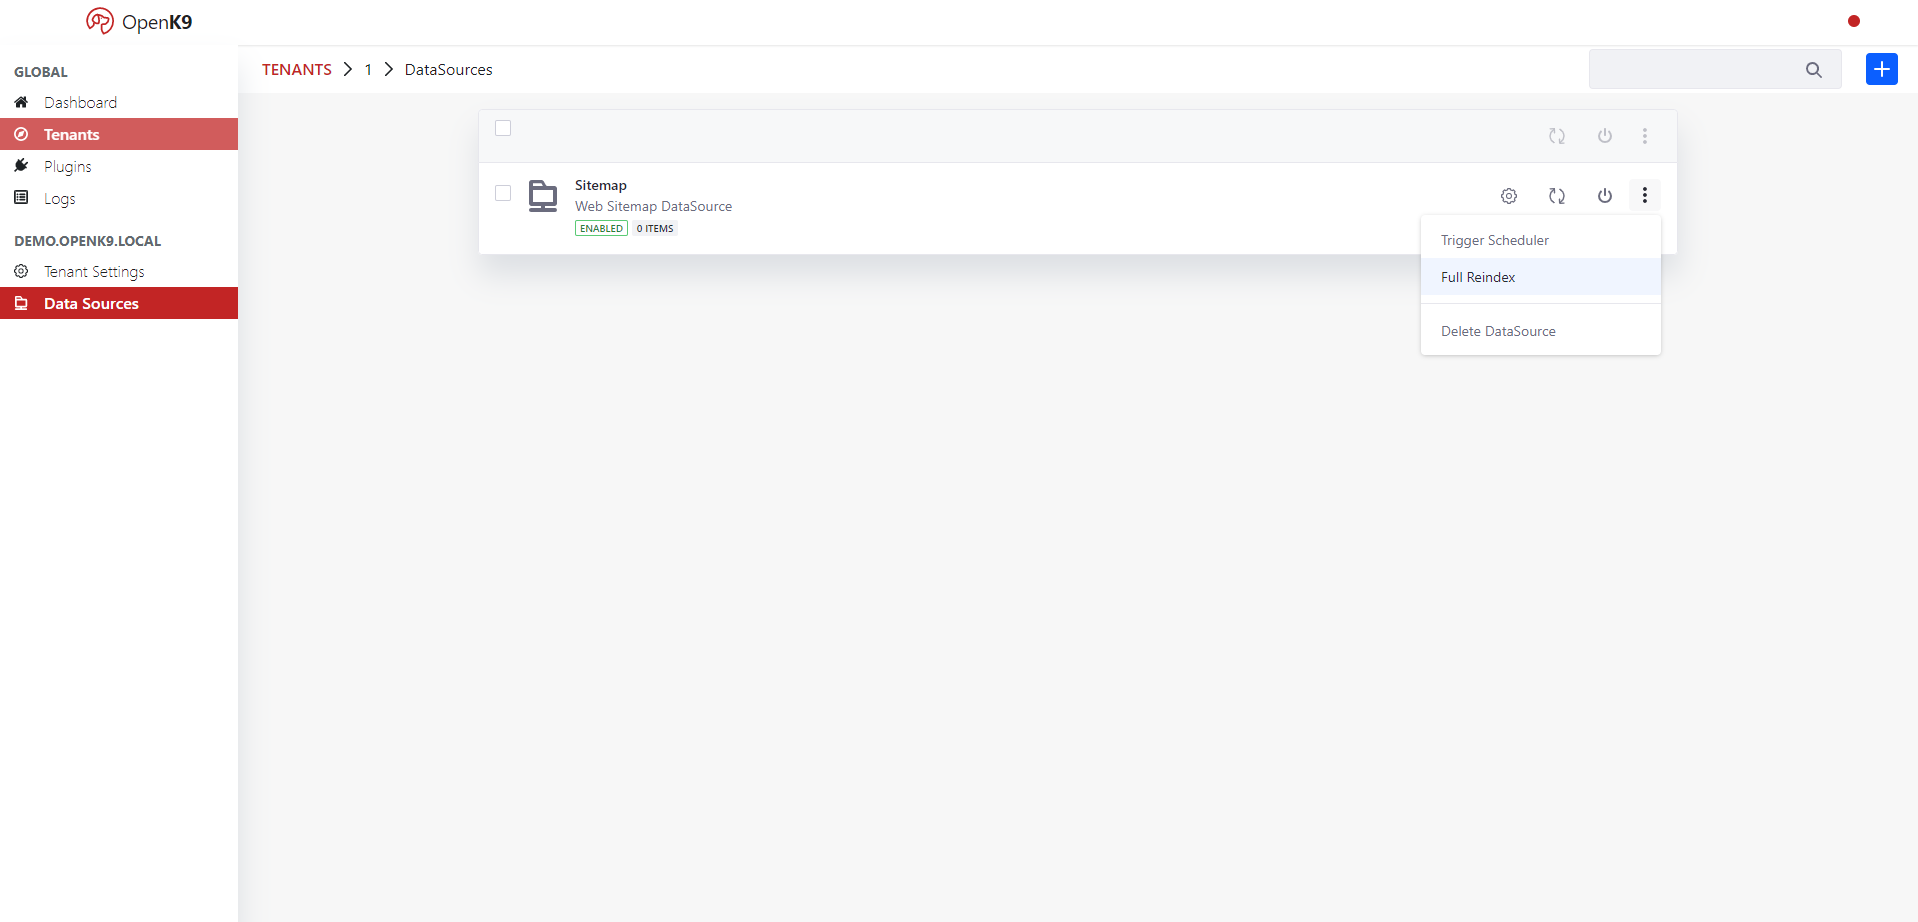 OpenK9
GLOBAL
Dashboard
Tenants
Plugins
Logs
DEMO.OPENK9.LOCAL
Tenant Settings
Data Sources
TENANTS > 1 > DataSources
Sitemap
Web Sitemap DataSource
ENABLED 0 ITEMS
Trigger Scheduler
Full Reindex
Delete DataSource